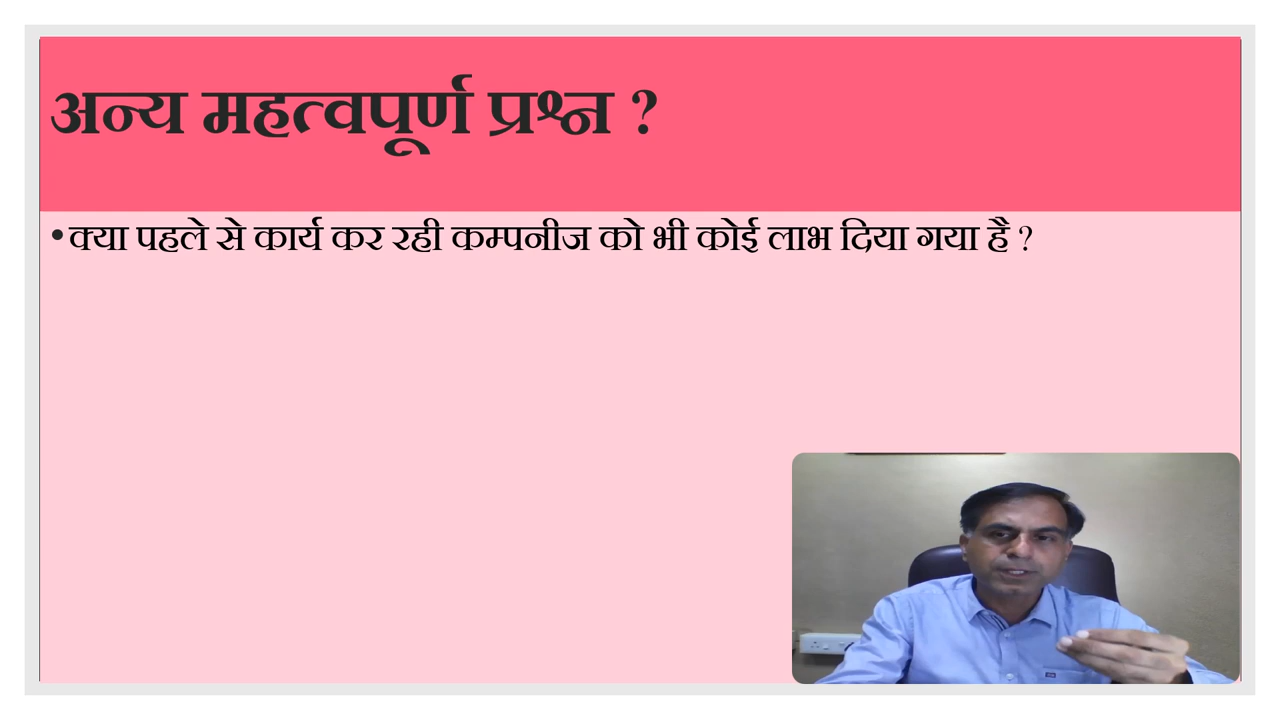 अन्य महत्वपूर्ण प्रश्न ?
•क्या पहले से कार्य कर रही कम्पनीज को भी कोई लाभ दिया गया है ?